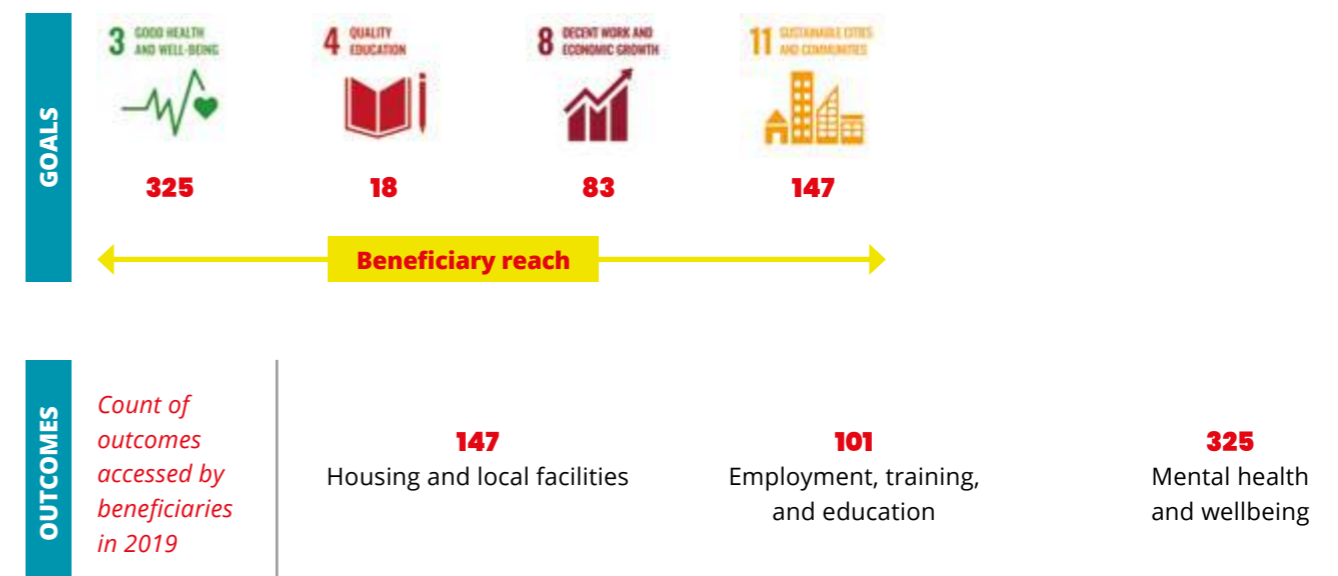 GOALS
3 GOOD HEALTH
AND WELL-BEING
4 QUALITY
EDUCATION
8 DECENT WORK AND
ECONOMIC GROWTH
11 SUSTAINABLE CITIES
AND COMMUNITIES
325
18
83
147
Beneficiary reach
OUTCOMES
Count of
outcomes
accessed by
beneficiaries
in 2019
147
Housing and local facilities
101
Employment, training,
and education
325
Mental health
and wellbeing